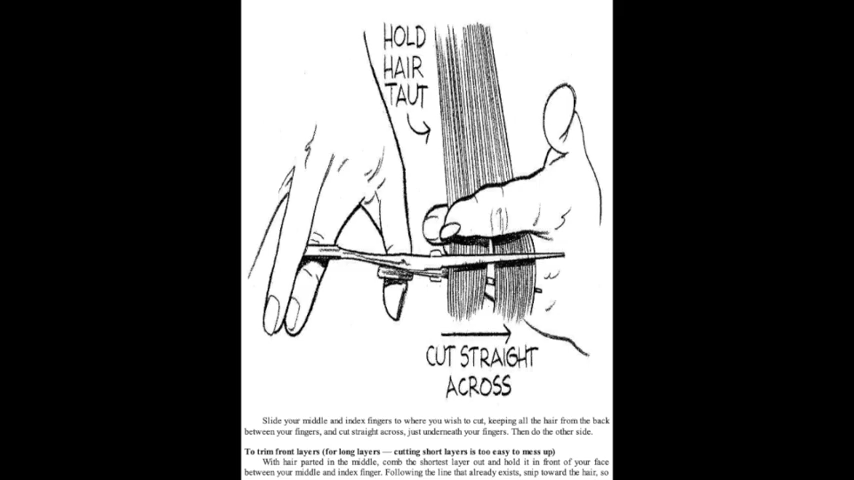 HOLD
HAIR
TAUT
CUT STRAIGHT
ACROSS
Slide your middle and index fingers to where you wish to cut, keeping all the hair from the back
between your fingers, and cut straight across, just underneath your fingers. Then do the other side.
To trim front layers (for long layers — cutting short layers is too easy to mess up)
With hair parted in the middle, comb the shortest layer out and hold it in front of your face
between your middle and index finger. Following the line that already exists, snip toward the hair, so